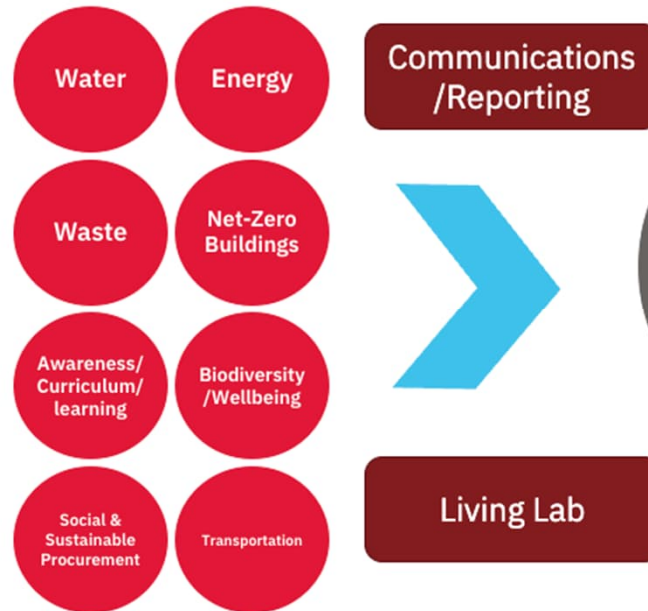 Water
Energy
Communications
/Reporting
Waste
Net-Zero
Buildings
Awareness/
Curriculum/
learning
Biodiversity
/Wellbeing
Social &
Sustainable
Procurement
Transportation
Living Lab